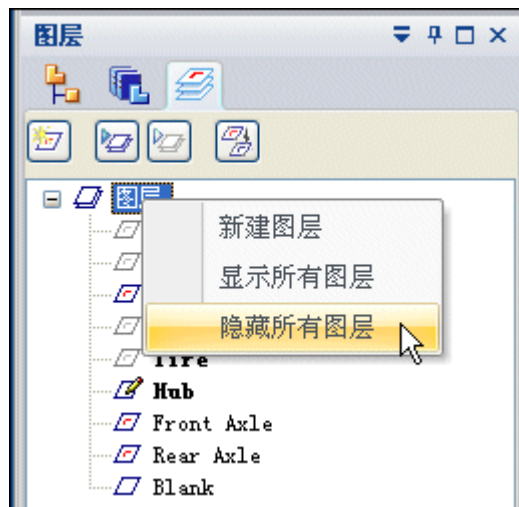 图层
图层
新建图层
显示所有图层
隐藏所有图层
Tire
Hub
Front Axle
Rear Axle
Blank